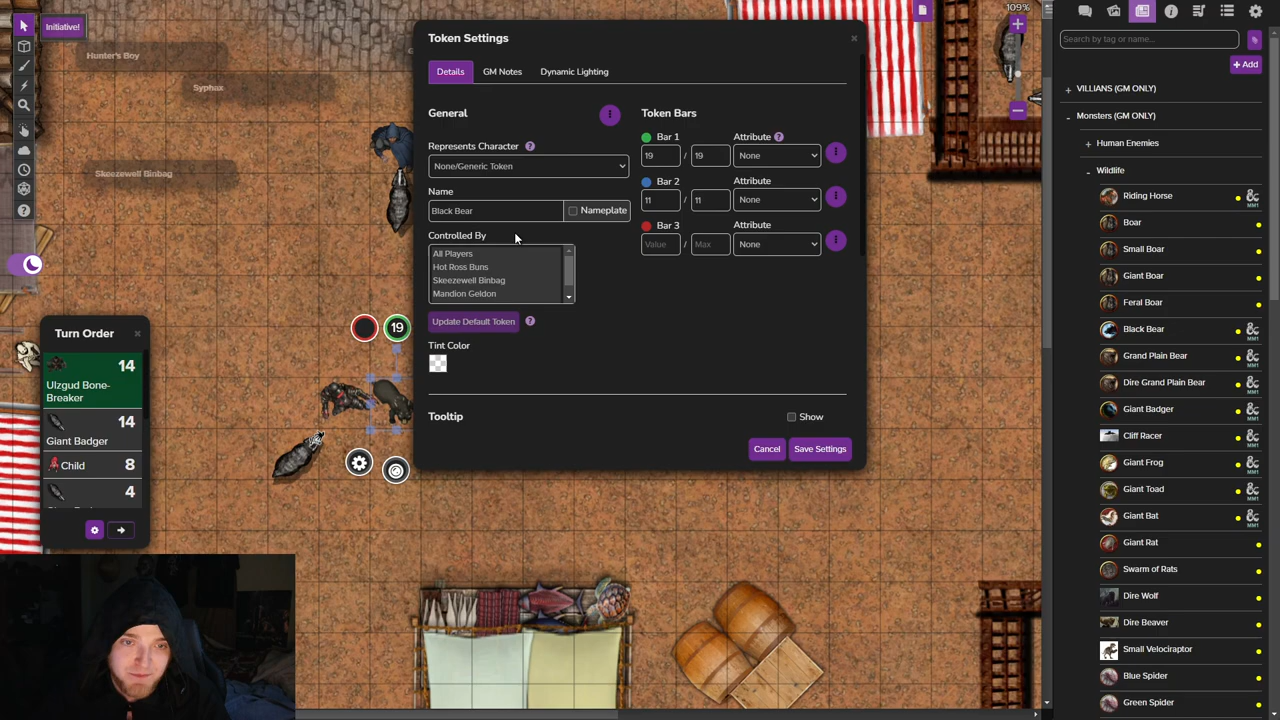 Initiative!
Hunter's Boy
Syphax
Skeezewell Binbag
109%
Token Settings
Details
GM Notes
Dynamic Lighting
General
Represents Character
None/Generic Token
Name
Black Bear
Nameplate
Controlled By
All Players
Hot Ross Buns
Skeezewell Binbag
Mandion Geldon
Update Default Token
Tint Color
Token Bars
Bar 1
Attribute
19 / 19
None
Bar 2
Attribute
11 / 11
None
Bar 3
Attribute
Value / Max
None
Tooltip
Show
Cancel
Save Settings
19
Turn Order
14
Ulzgud Bone-
Breaker
14
Giant Badger
Child 8
4
Search by tag or name...
+ Add
VILLIANS (GM ONLY)
Monsters (GM ONLY)
Human Enemies
Wildlife
Riding Horse
Boar
Small Boar
Giant Boar
Feral Boar
Black Bear
Grand Plain Bear
Dire Grand Plain Bear
Giant Badger
Cliff Racer
Giant Frog
Giant Toad
Giant Bat
Giant Rat
Swarm of Rats
Dire Wolf
Dire Beaver
Small Velociraptor
Blue Spider
Green Spider